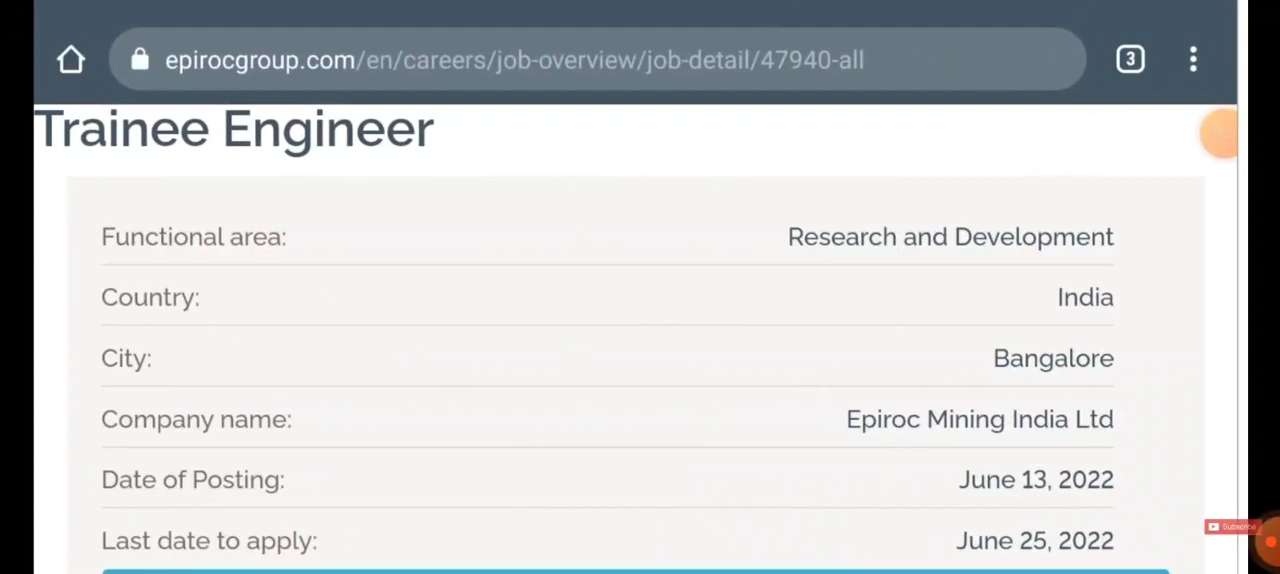 epirocgroup.com/en/careers/job-overview/job-detail/47940-all
3
Trainee Engineer
Functional area: Research and Development
Country: India
City: Bangalore
Company name: Epiroc Mining India Ltd
Date of Posting: June 13, 2022
Last date to apply: June 25, 2022
Subscribe